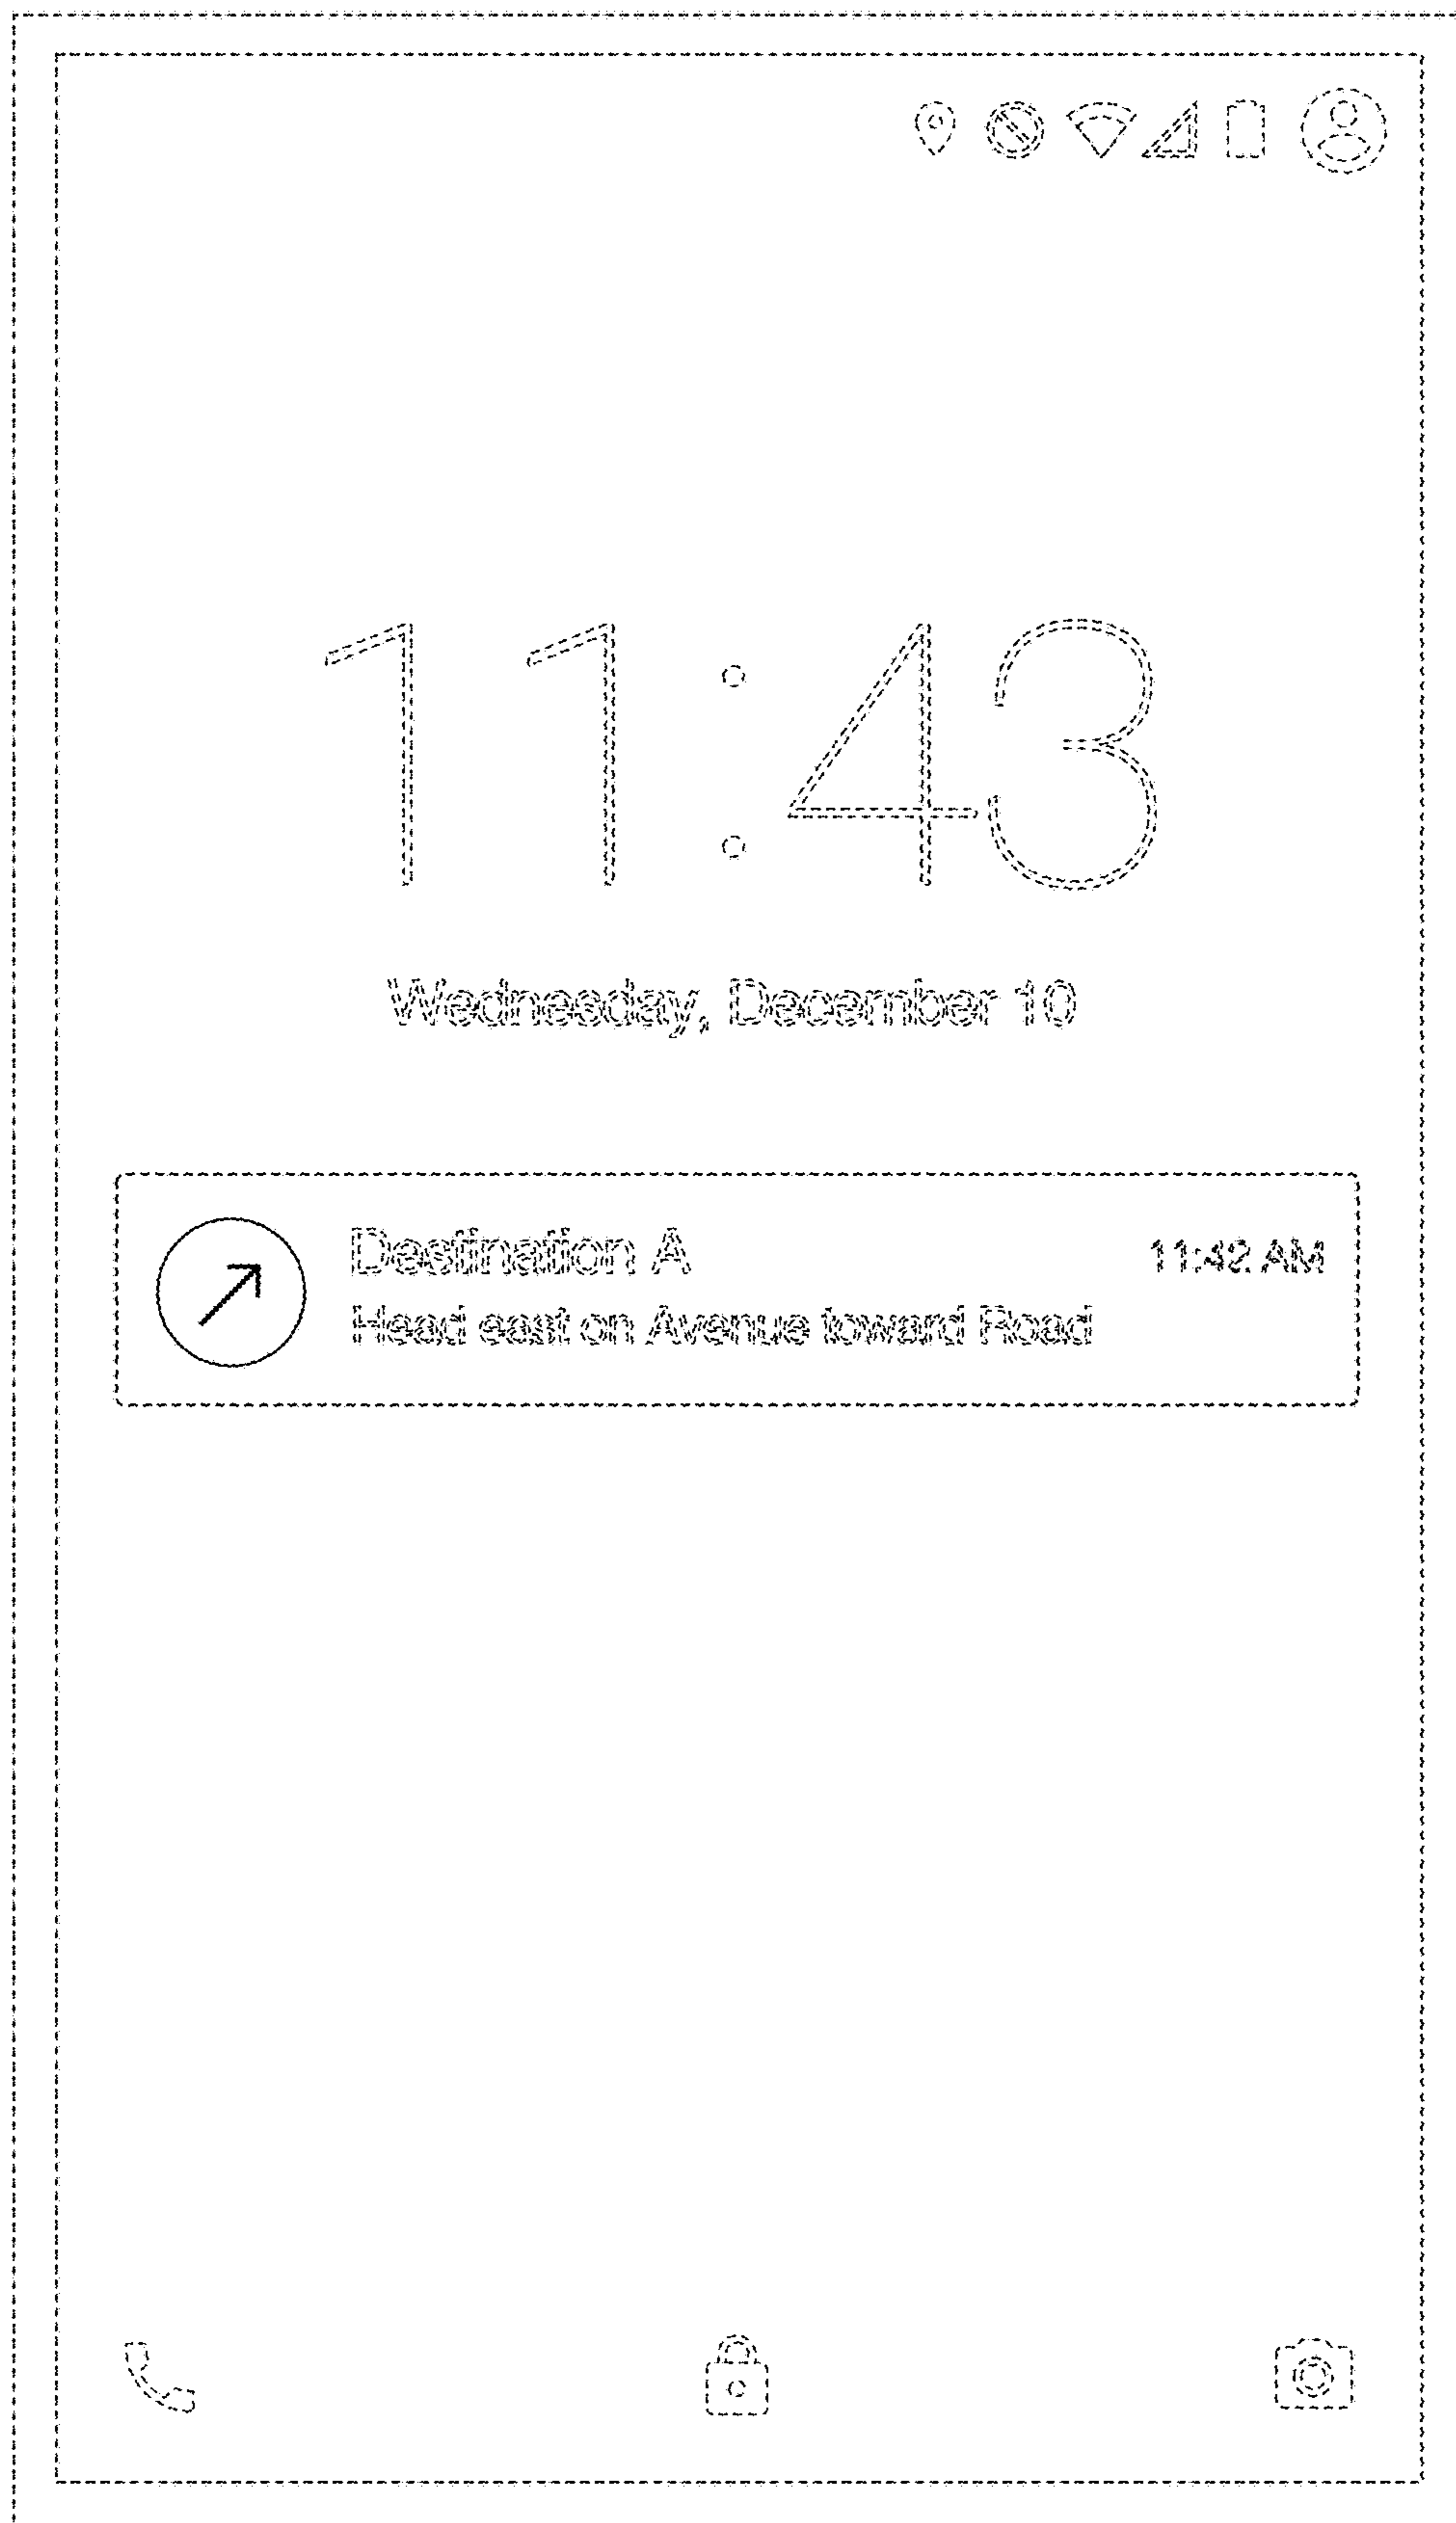 11:43
Wednesday, December 10
Destination A
11:42 AM
Head east on Avenue toward Road